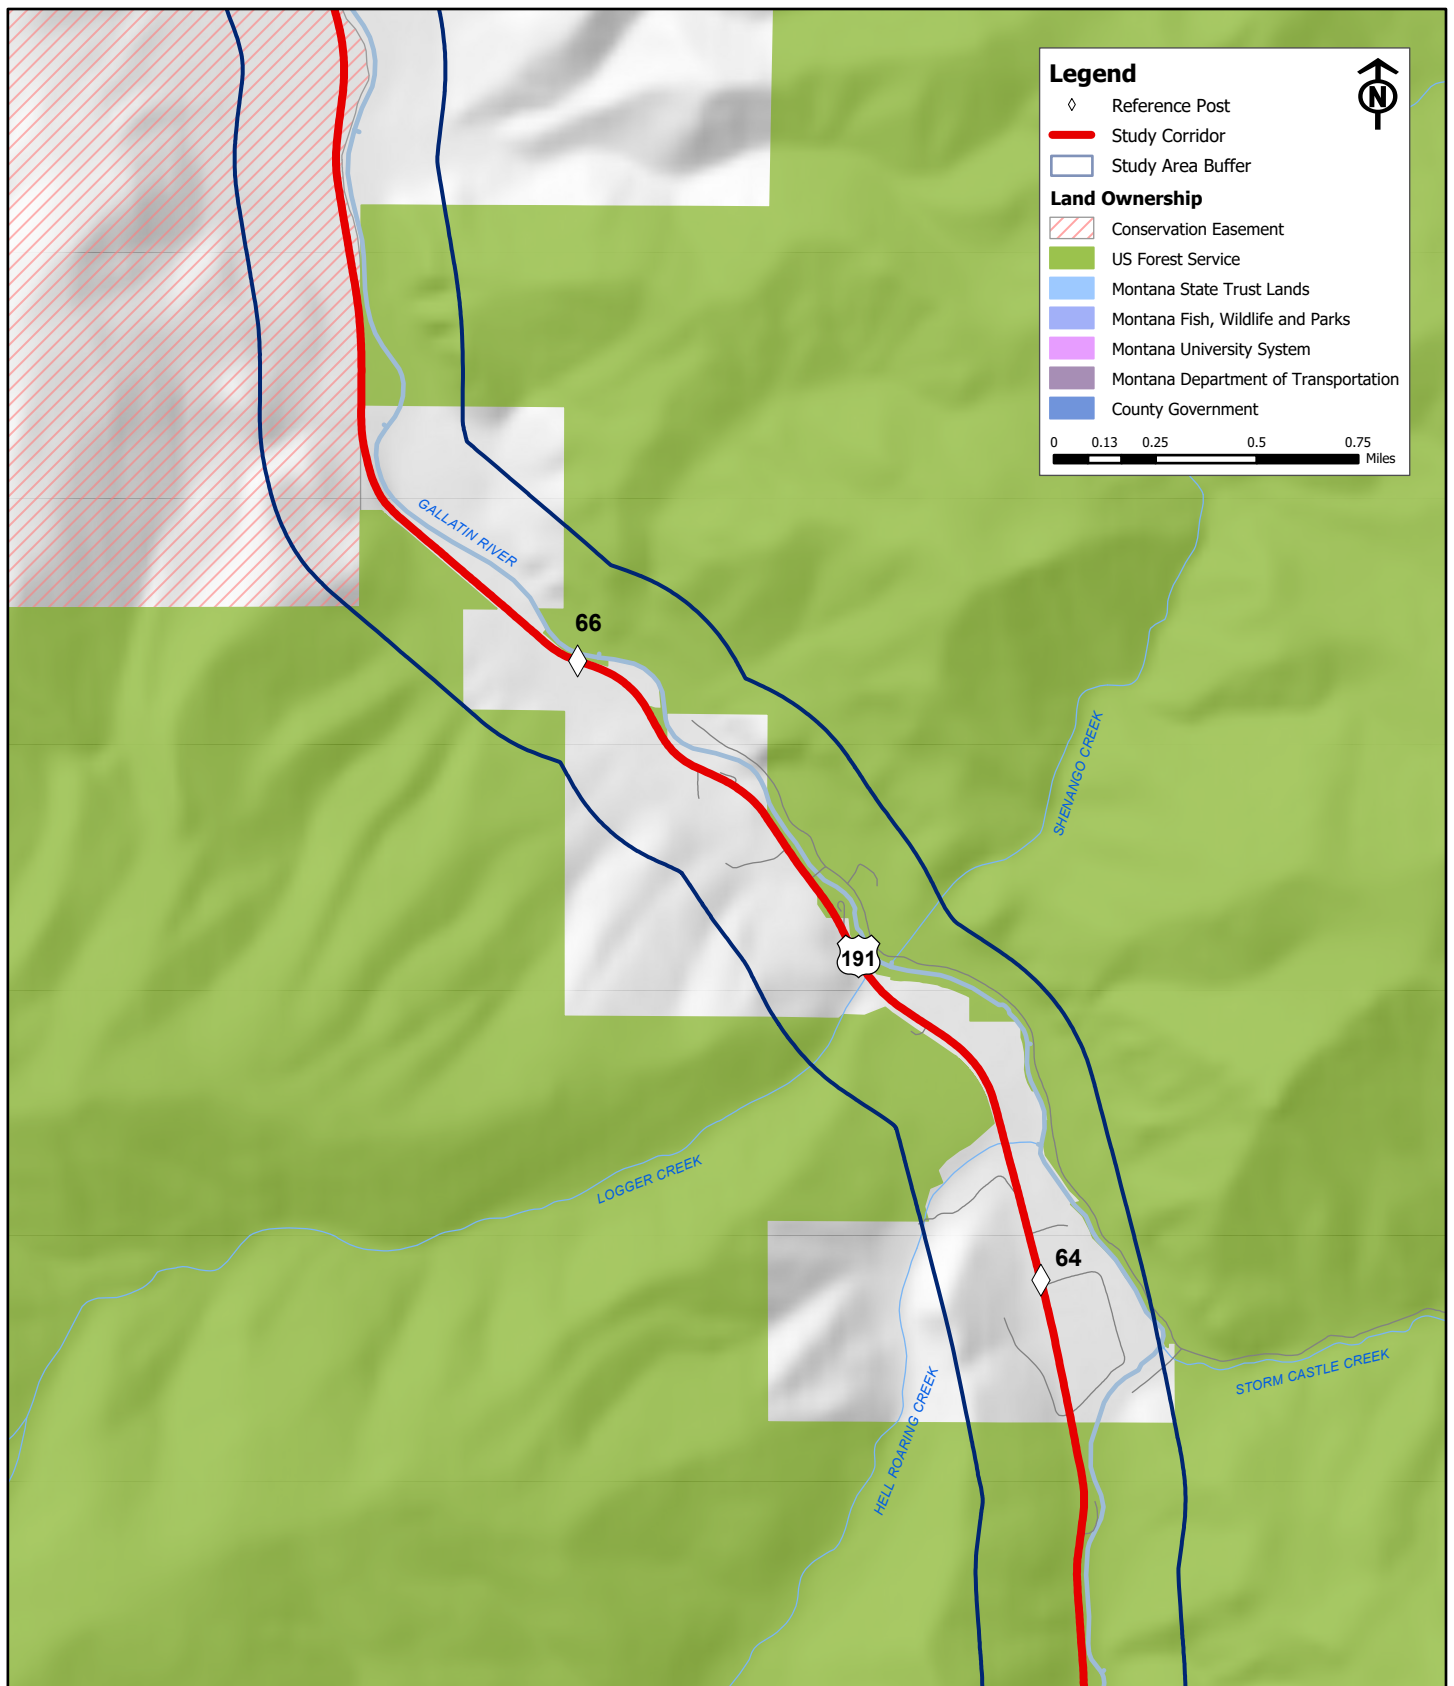 Legend
N
Reference Post
Study Corridor
Study Area Buffer
Land Ownership
Conservation Easement
US Forest Service
Montana State Trust Lands
Montana Fish, Wildlife and Parks
Montana University System
Montana Department of Transportation
County Government
0 0.13 0.25 0.5 0.75
Miles
GALLATIN RIVER
66
SHENANGO CREEK
191
LOGGER CREEK
64
STORM CASTLE CREEK
HELL ROARING CREEK